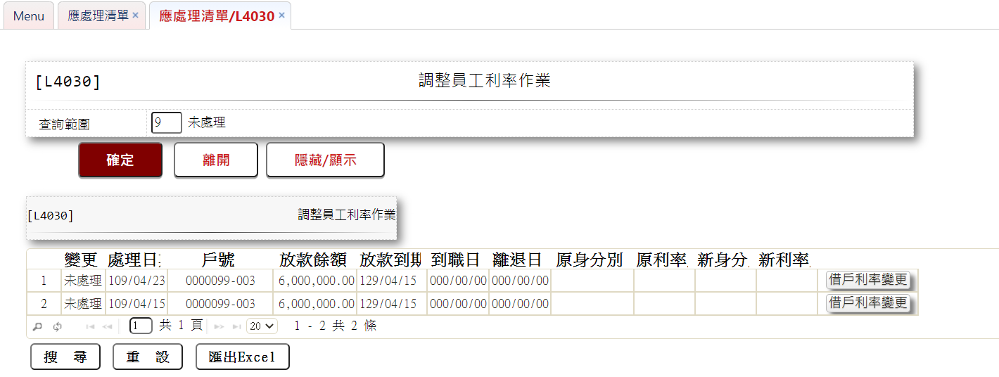 Menu 應處理清單 × 應處理清單/L4030 ×
[L4030] 調整員工利率作業
查詢範圍 9 未處理
確定 離開 隱藏/顯示
[L4030] 調整員工利率作業
變更 處理日 戶號 放款餘額 放款到期 到職日 離退日 原身分別 原利率 新身分 新利率
1 未處理 109/04/23 0000099-003 6,000,000.00 129/04/15 000/00/00 000/00/00 借戶利率變更
2 未處理 109/04/15 0000099-003 6,000,000.00 129/04/15 000/00/00 000/00/00 借戶利率變更
1 共 1 頁 20 1 - 2 共 2 條
搜 尋 重 設 匯出Excel